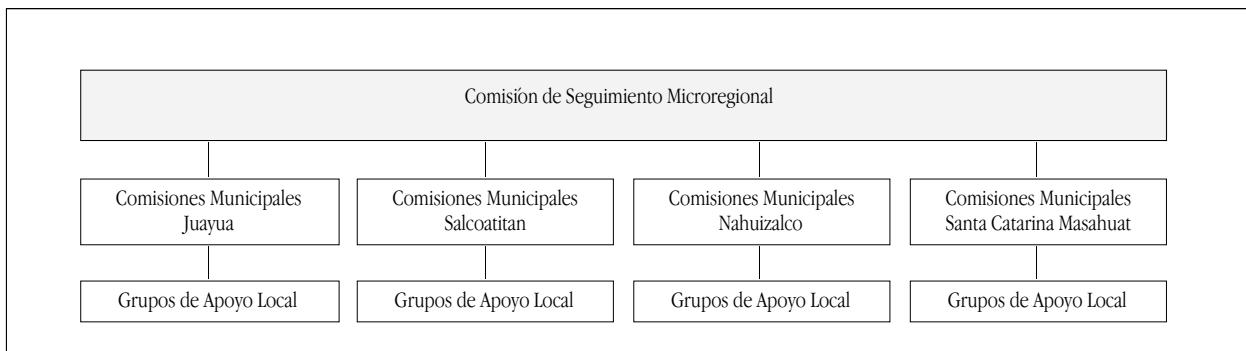 Comisíon de Seguimiento Microregional
Comisiones Municipales
Juayua
Comisiones Municipales
Salcoatitan
Comisiones Municipales
Nahuizalco
Comisiones Municipales
Santa Catarina Masahuat
Grupos de Apoyo Local
Grupos de Apoyo Local
Grupos de Apoyo Local
Grupos de Apoyo Local